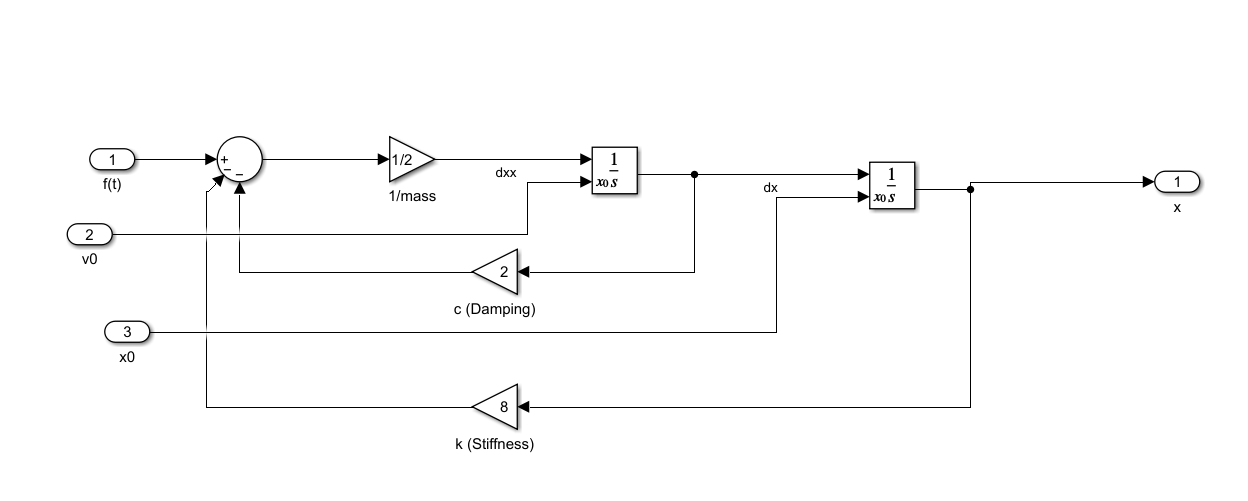 1
f(t)
+
−
−
1/2
1/mass
dxx
1
s
x0
dx
1
s
x0
1
x
2
v0
2
c (Damping)
3
x0
8
k (Stiffness)